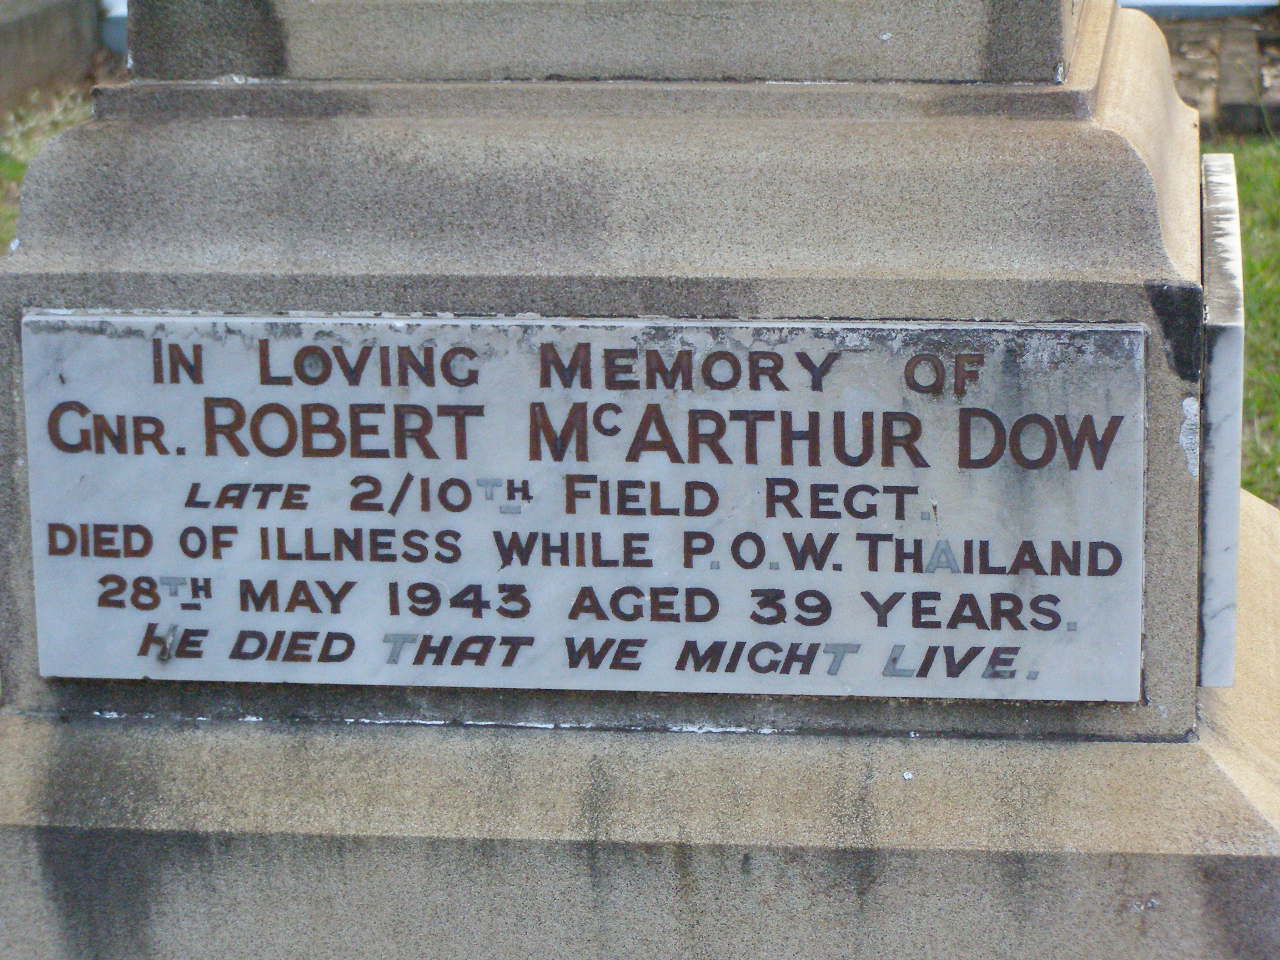 IN LOVING MEMORY OF
GNR. ROBERT McARTHUR DOW
LATE 2/10TH FIELD REGT.
DIED OF ILLNESS WHILE P.O.W. THAILAND
28TH MAY 1943 AGED 39 YEARS.
HE DIED THAT WE MIGHT LIVE.